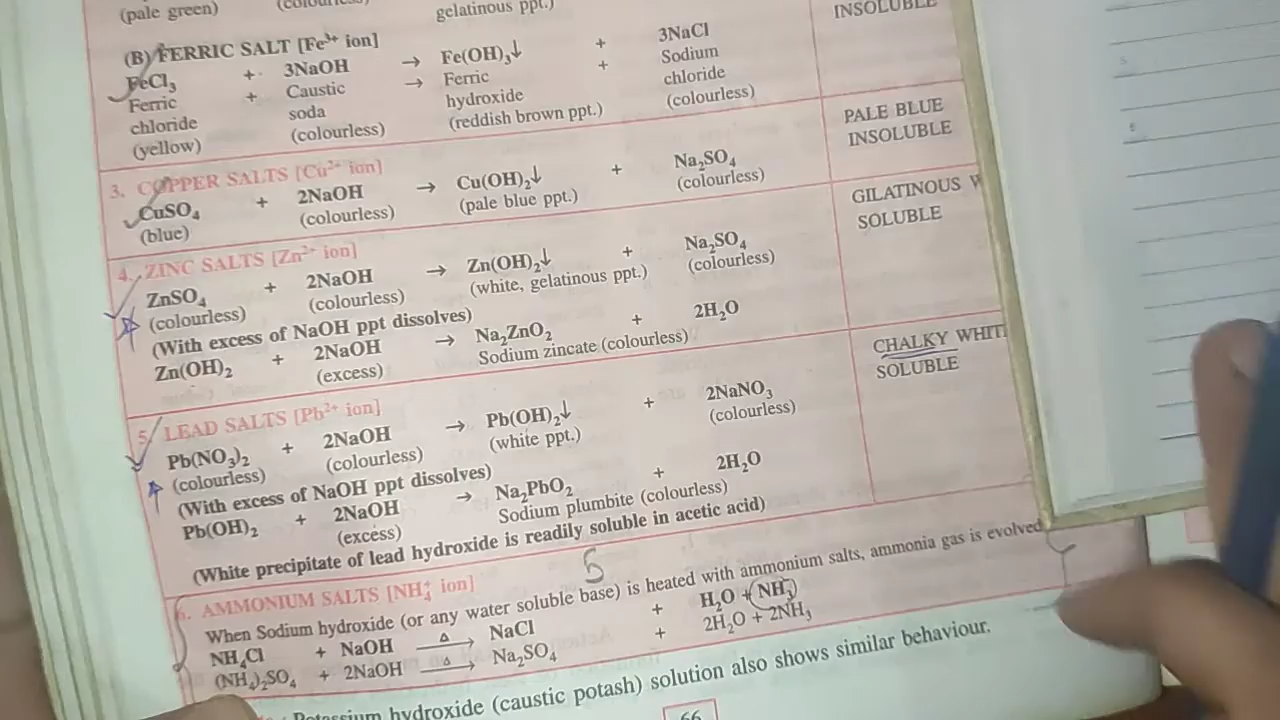 (pale green)
gelatinous ppt.)
INSOLUBLE
(B) FERRIC SALT [Fe³⁺ ion]
FeCl₃ + 3NaOH → Fe(OH)₃↓ + 3NaCl
Ferric + Caustic → Ferric + Sodium
chloride soda hydroxide chloride
(yellow) (colourless) (reddish brown ppt.) (colourless)
3. COPPER SALTS [Cu²⁺ ion]
CuSO₄ + 2NaOH → Cu(OH)₂↓ + Na₂SO₄
(blue) (colourless) (pale blue ppt.) (colourless)
PALE BLUE
INSOLUBLE
4. ZINC SALTS [Zn²⁺ ion]
ZnSO₄ + 2NaOH → Zn(OH)₂↓ + Na₂SO₄
(colourless) (colourless) (white, gelatinous ppt.) (colourless)
(With excess of NaOH ppt dissolves)
Zn(OH)₂ + 2NaOH → Na₂ZnO₂ + 2H₂O
(excess) Sodium zincate (colourless)
GILATINOUS
SOLUBLE
5. LEAD SALTS [Pb²⁺ ion]
Pb(NO₃)₂ + 2NaOH → Pb(OH)₂↓ + 2NaNO₃
(colourless) (colourless) (white ppt.) (colourless)
(With excess of NaOH ppt dissolves)
Pb(OH)₂ + 2NaOH → Na₂PbO₂ + 2H₂O
(excess) Sodium plumbite (colourless)
(White precipitate of lead hydroxide is readily soluble in acetic acid)
CHALKY WHIT
SOLUBLE
5
6. AMMONIUM SALTS [NH₄⁺ ion]
When Sodium hydroxide (or any water soluble base) is heated with ammonium salts, ammonia gas is evolved
NH₄Cl + NaOH —Δ→ NaCl + H₂O + NH₃
(NH₄)₂SO₄ + 2NaOH —Δ→ Na₂SO₄ + 2H₂O + 2NH₃
Potassium hydroxide (caustic potash) solution also shows similar behaviour.
66